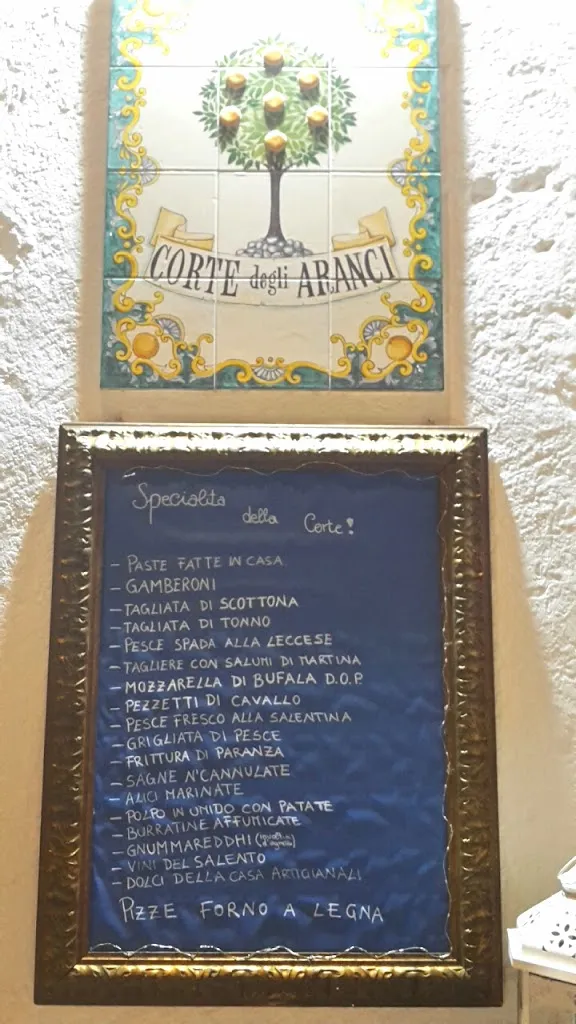 CORTE degli ARANCI
Specialita della Corte!
- PASTE FATTE IN CASA
- GAMBERONI
- TAGLIATA DI SCOTTONA
- TAGLIATA DI TONNO
- PESCE SPADA ALLA LECCESE
- TAGLIERE CON SALUMI DI MARTINA
- MOZZARELLA DI BUFALA D.O.P.
- PEZZETTI DI CAVALLO
- PESCE FRESCO ALLA SALENTINA
- GRIGLIATA DI PESCE
- FRITTURA DI PARANZA
- SAGNE N'CANNULATE
- ALICI MARINATE
- POLPO IN UMIDO CON PATATE
- BURRATINE AFFUMICATE
- GNUMMAREDDHI
- VINI DEL SALENTO
- DOLCI DELLA CASA ARTIGIANALI
PIZZE FORNO A LEGNA